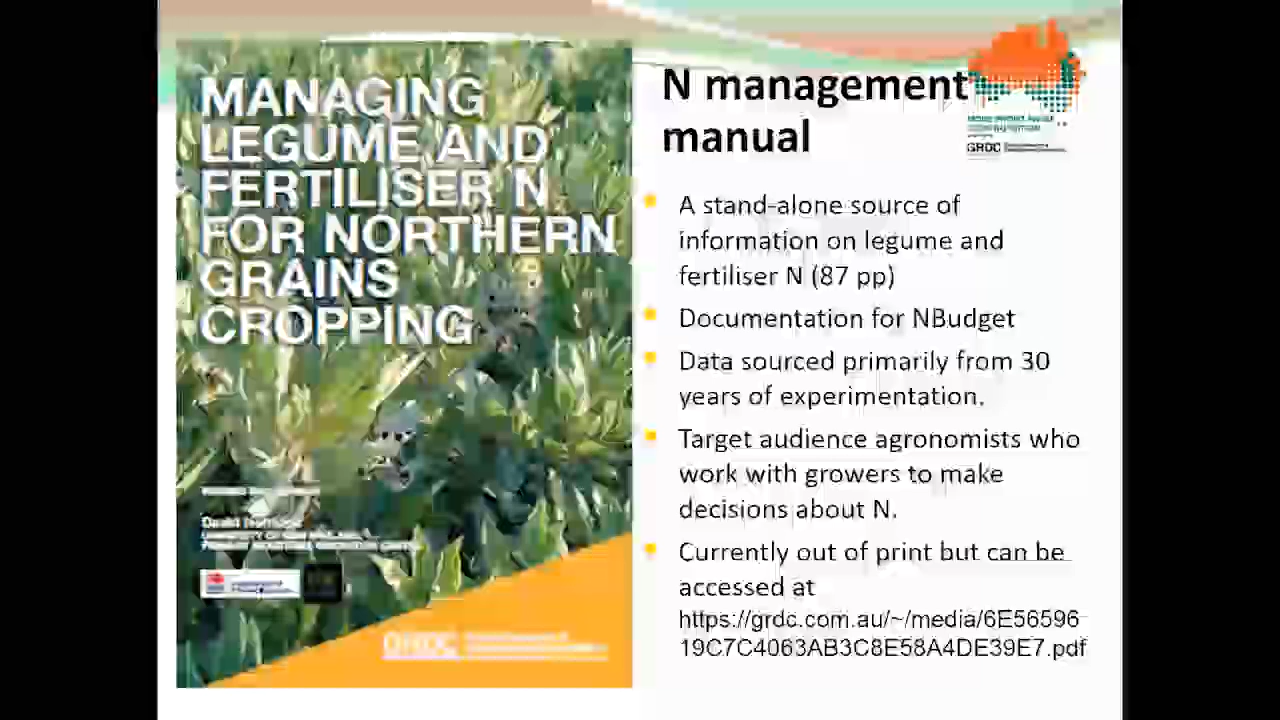 MANAGING
LEGUME AND
FERTILISER N
FOR NORTHERN
GRAINS
CROPPING
GRDC
N management
manual
GRDC
A stand-alone source of
information on legume and
fertiliser N (87 pp)
Documentation for NBudget
Data sourced primarily from 30
years of experimentation.
Target audience agronomists who
work with growers to make
decisions about N.
Currently out of print but can be
accessed at
https://grdc.com.au/~/media/6E56596
19C7C4063AB3C8E58A4DE39E7.pdf